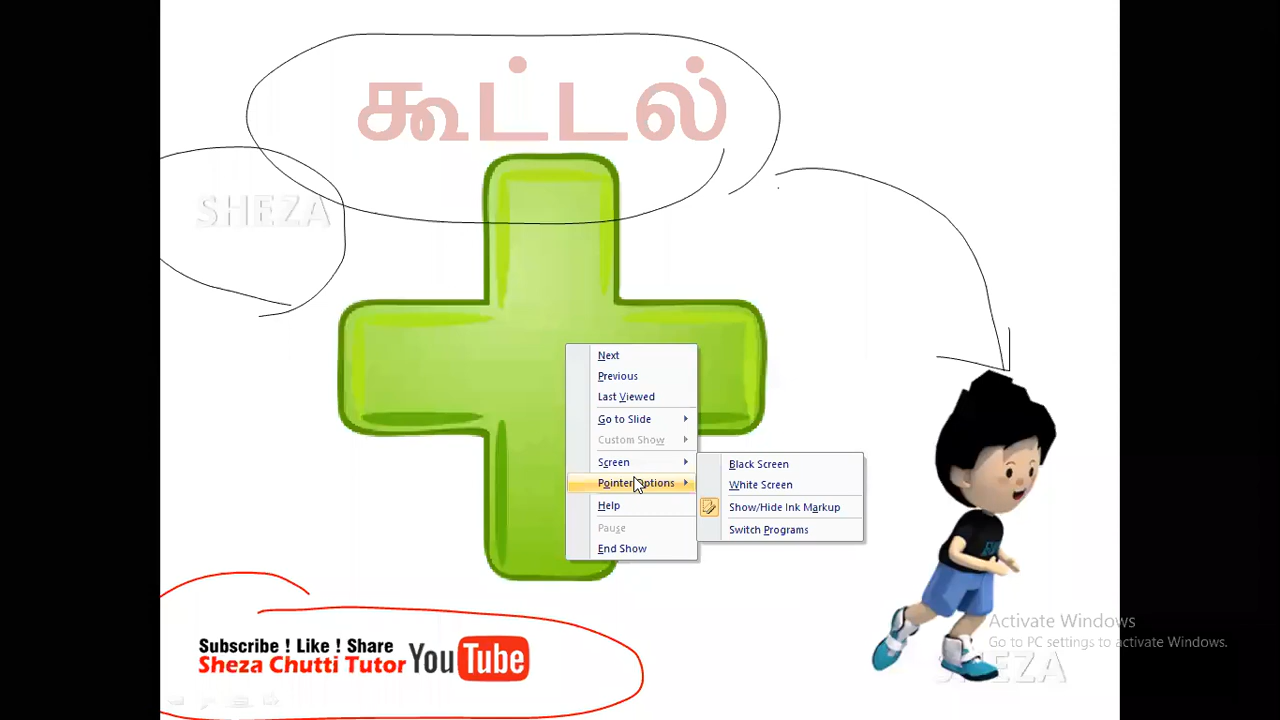 கூட்டல்
SHEZA
Next
Previous
Last Viewed
Go to Slide
Custom Show
Screen
Pointer Options
Help
Pause
End Show
Black Screen
White Screen
Show/Hide Ink Markup
Switch Programs
Activate Windows
Go to PC settings to activate Windows.
SHEZA
Subscribe ! Like ! Share
Sheza Chutti Tutor YouTube